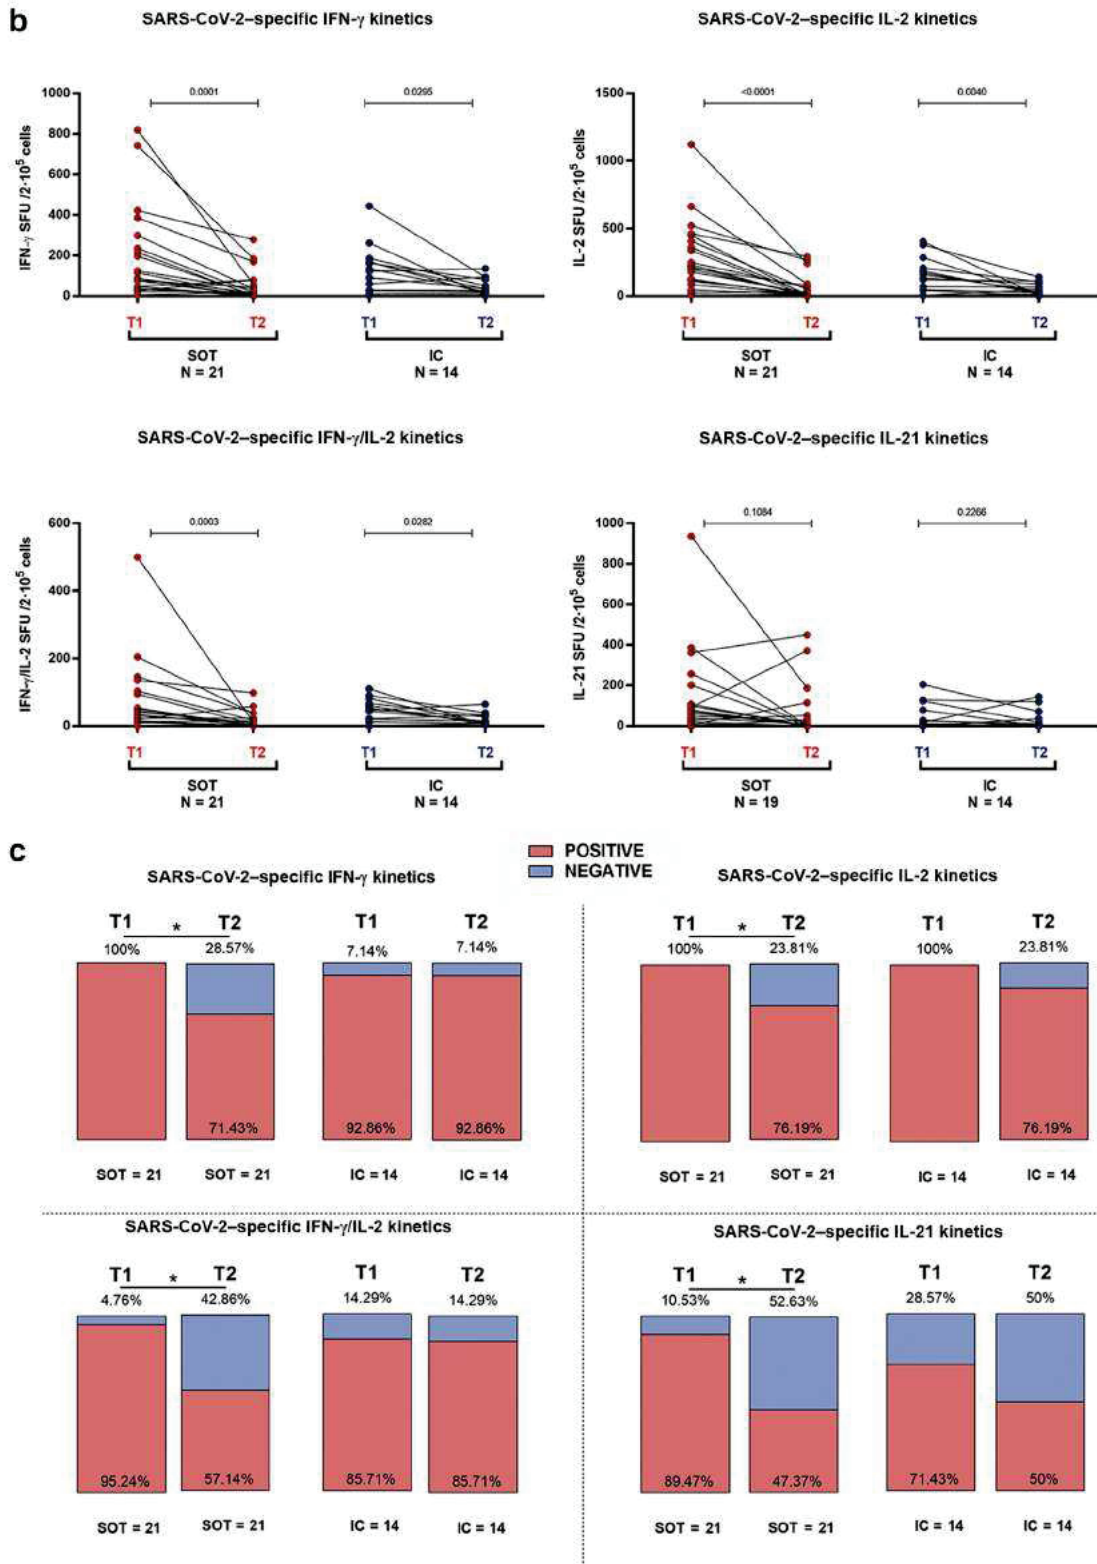 b
SARS-CoV-2–specific IFN-γ kinetics
IFN-γ SFU /2·10⁵ cells
1000
800
600
400
200
0
0.0001
0.0295
T1
T2
T1
T2
SOT
N = 21
IC
N = 14
SARS-CoV-2–specific IL-2 kinetics
IL-2 SFU /2·10⁵ cells
1500
1000
500
0
<0.0001
0.0040
T1
T2
T1
T2
SOT
N = 21
IC
N = 14
SARS-CoV-2–specific IFN-γ/IL-2 kinetics
IFN-γ/IL-2 SFU /2·10⁵ cells
600
400
200
0
0.0003
0.0282
T1
T2
T1
T2
SOT
N = 21
IC
N = 14
SARS-CoV-2–specific IL-21 kinetics
IL-21 SFU /2·10⁵ cells
1000
800
600
400
200
0
0.1084
0.2266
T1
T2
T1
T2
SOT
N = 19
IC
N = 14
c
POSITIVE
NEGATIVE
SARS-CoV-2–specific IFN-γ kinetics
T1 * T2 T1 T2
100% 28.57% 7.14% 7.14%
71.43% 92.86% 92.86%
SOT = 21 SOT = 21 IC = 14 IC = 14
SARS-CoV-2–specific IL-2 kinetics
T1 * T2 T1 T2
100% 23.81% 100% 23.81%
76.19% 76.19%
SOT = 21 SOT = 21 IC = 14 IC = 14
SARS-CoV-2–specific IFN-γ/IL-2 kinetics
T1 * T2 T1 T2
4.76% 42.86% 14.29% 14.29%
95.24% 57.14% 85.71% 85.71%
SOT = 21 SOT = 21 IC = 14 IC = 14
SARS-CoV-2–specific IL-21 kinetics
T1 * T2 T1 T2
10.53% 52.63% 28.57% 50%
89.47% 47.37% 71.43% 50%
SOT = 21 SOT = 21 IC = 14 IC = 14